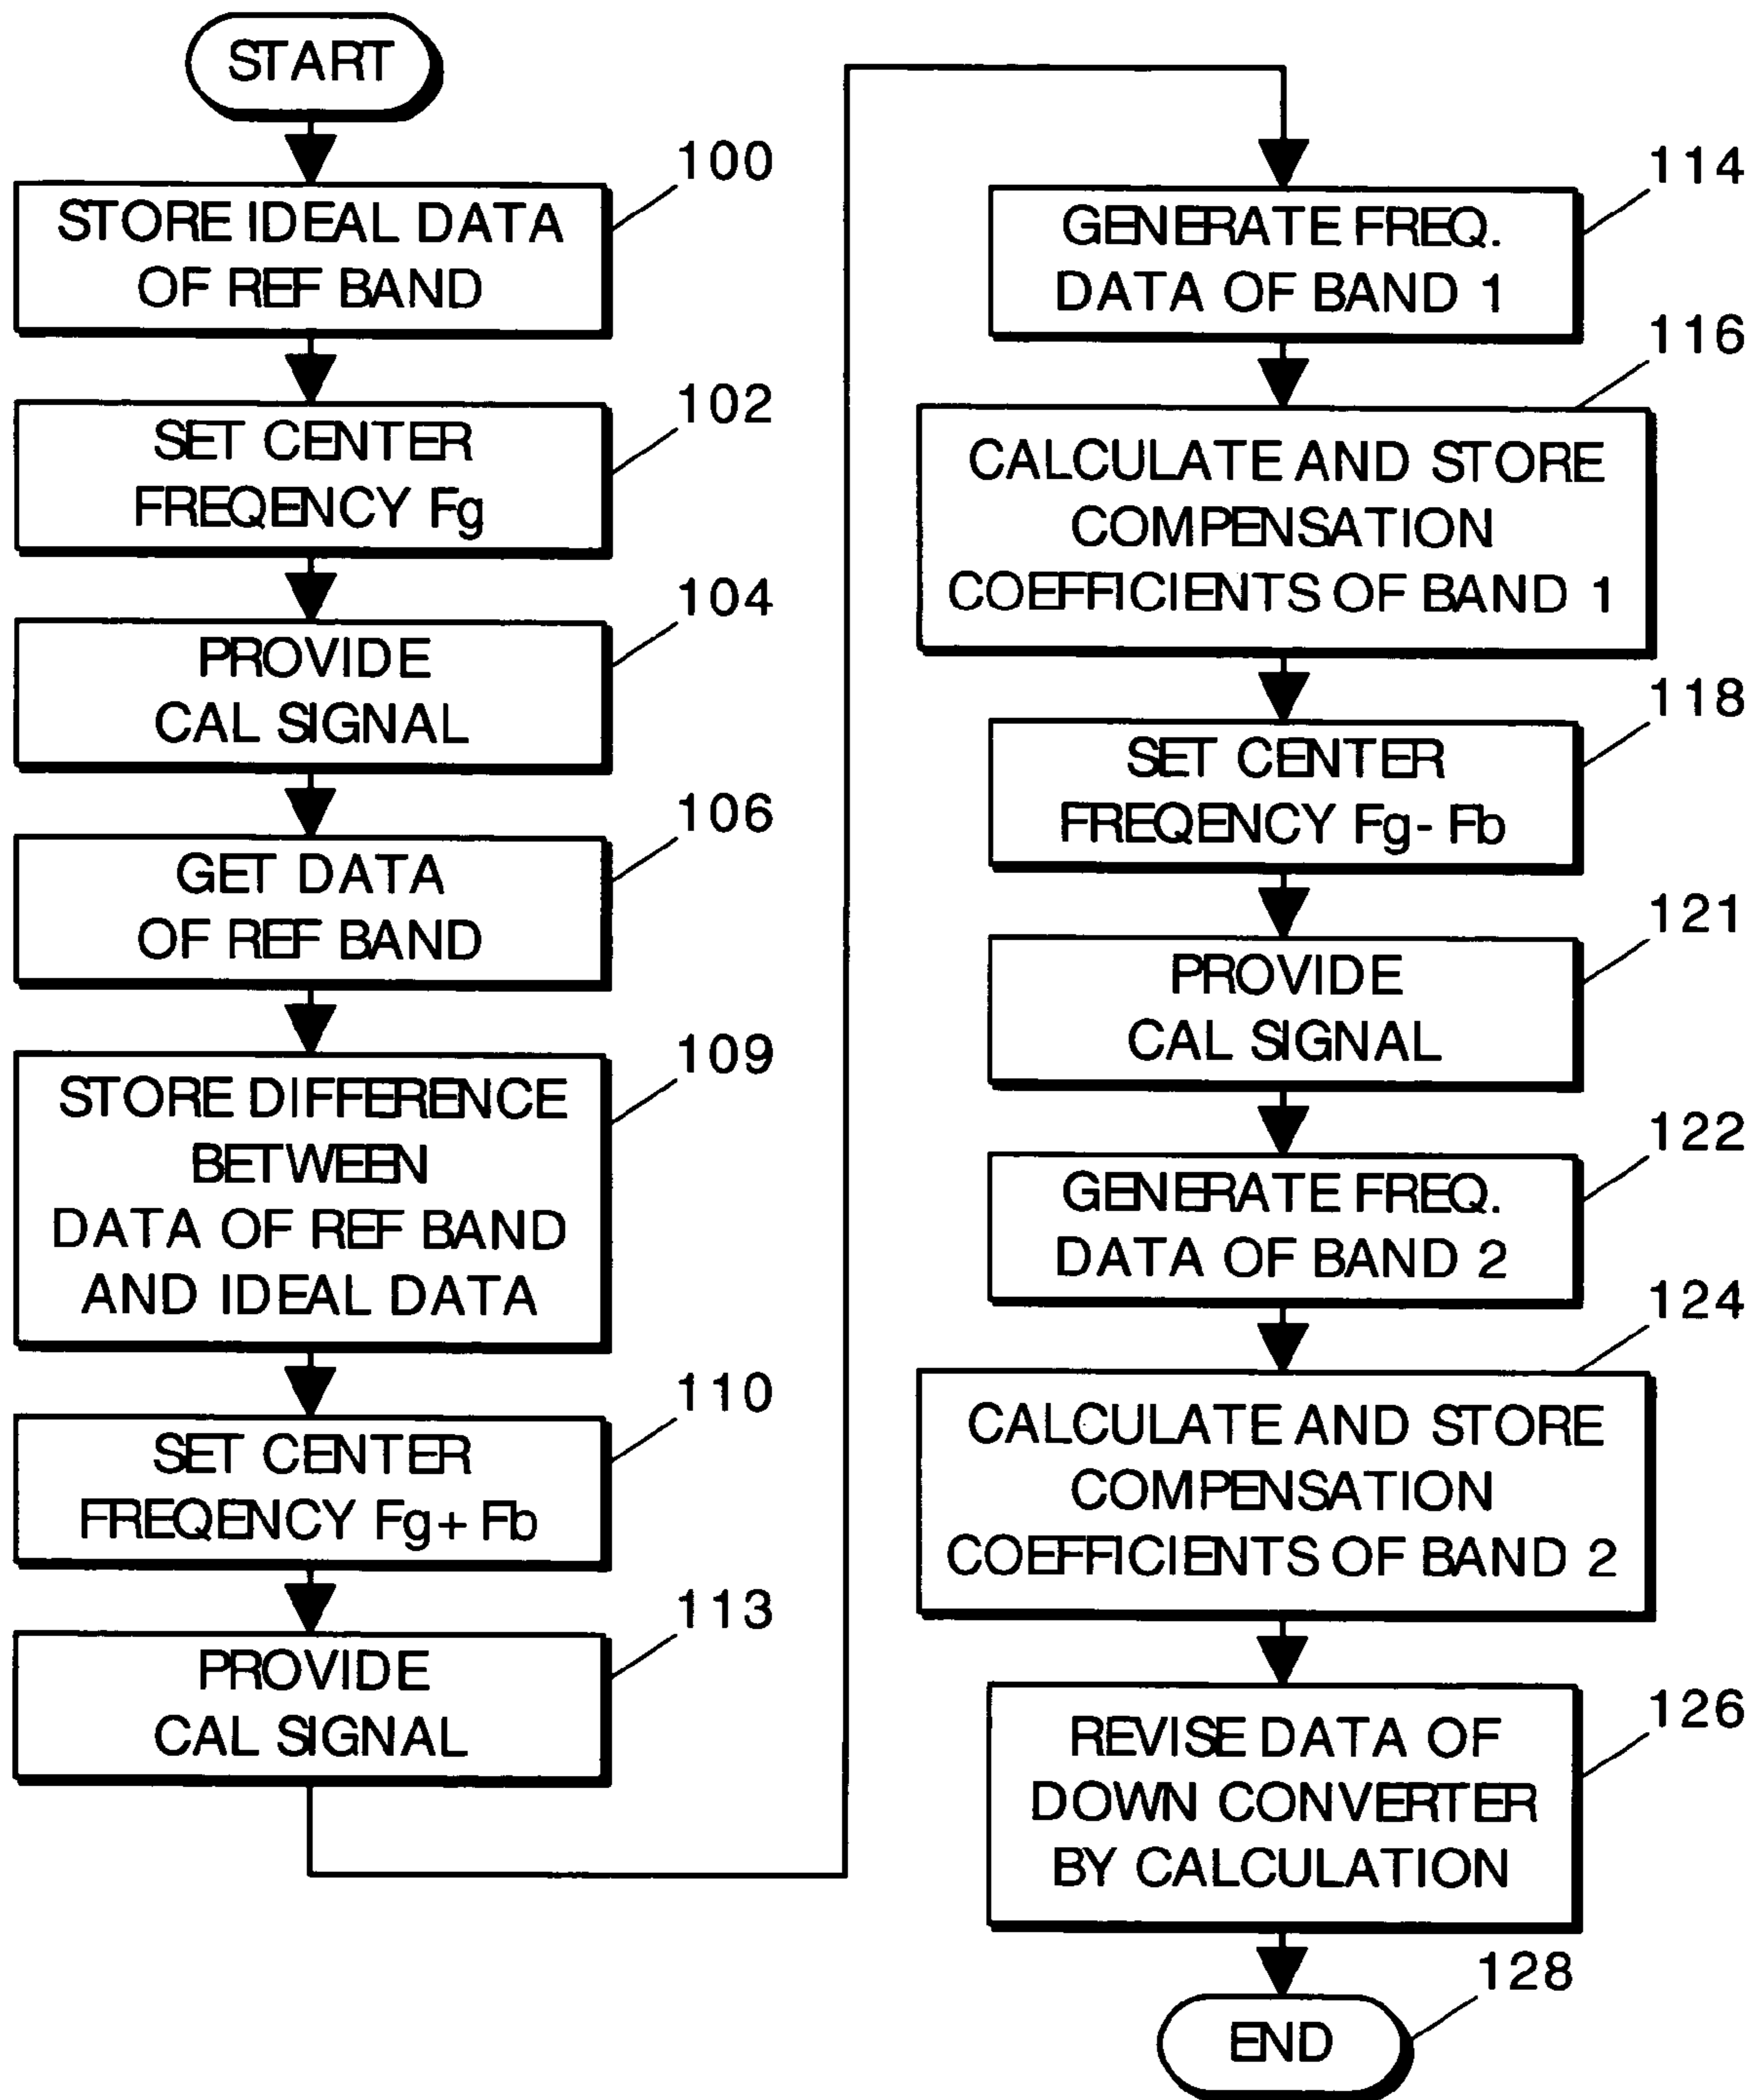 START
100
STORE IDEAL DATA
OF REF BAND
102
SET CENTER
FREQENCY Fg
104
PROVIDE
CAL SIGNAL
106
GET DATA
OF REF BAND
109
STORE DIFFERENCE
BETWEEN
DATA OF REF BAND
AND IDEAL DATA
110
SET CENTER
FREQENCY Fg + Fb
113
PROVIDE
CAL SIGNAL
114
GENERATE FREQ.
DATA OF BAND 1
116
CALCULATE AND STORE
COMPENSATION
COEFFICIENTS OF BAND 1
118
SET CENTER
FREQENCY Fg - Fb
121
PROVIDE
CAL SIGNAL
122
GENERATE FREQ.
DATA OF BAND 2
124
CALCULATE AND STORE
COMPENSATION
COEFFICIENTS OF BAND 2
126
REVISE DATA OF
DOWN CONVERTER
BY CALCULATION
128
END